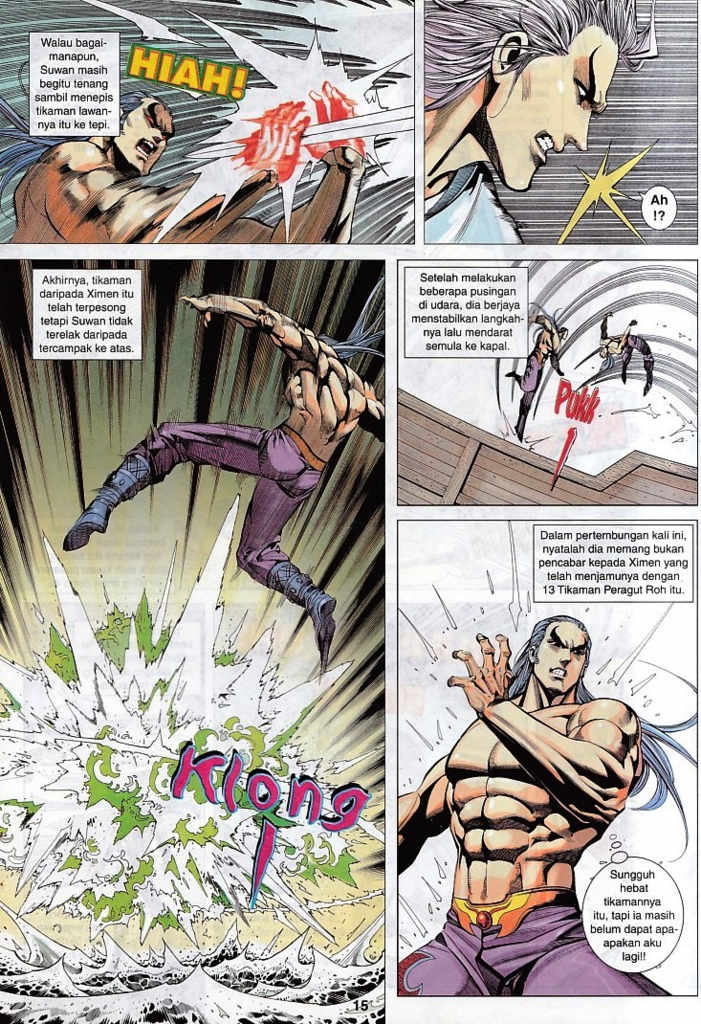 Walau bagai-
manapun,
Suwan masih
begitu tenang
sambil menepis
tikaman lawan-
nya itu ke tepi.
HIAH!
Ah
!?
Akhirnya, tikaman
daripada Ximen itu
telah terpesong
tetapi Suwan tidak
terelak daripada
tercampak ke atas.
Klong!
Setelah melakukan
beberapa pusingan
di udara, dia berjaya
menstabilkan langkah-
nya lalu mendarat
semula ke kapal.
Pukk!
Dalam pertembungan kali ini,
nyatalah dia memang bukan
pencabar kepada Ximen yang
telah menjamunya dengan
13 Tikaman Peragut Roh itu.
Sungguh
hebat
tikamannya
itu, tapi ia masih
belum dapat apa-
apakan aku
lagi!!
15